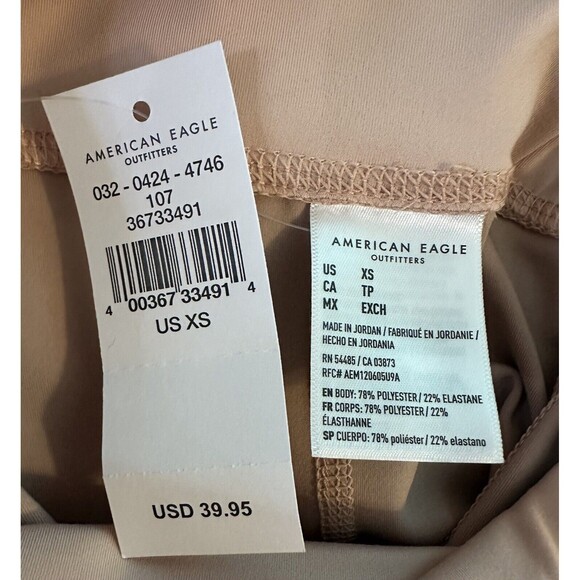 AMERICAN EAGLE
OUTFITTERS
032 - 0424 - 4746
107
36733491
4 00367 33491 4
US XS
USD 39.95
AMERICAN EAGLE
OUTFITTERS
US XS
CA TP
MX EXCH
MADE IN JORDAN / FABRIQUÉ EN JORDANIE /
HECHO EN JORDANIA
RN 54485 / CA 03873
RFC# AEM120605U9A
EN BODY: 78% POLYESTER / 22% ELASTANE
FR CORPS: 78% POLYESTER / 22%
ÉLASTHANNE
SP CUERPO: 78% poliéster / 22% elastano